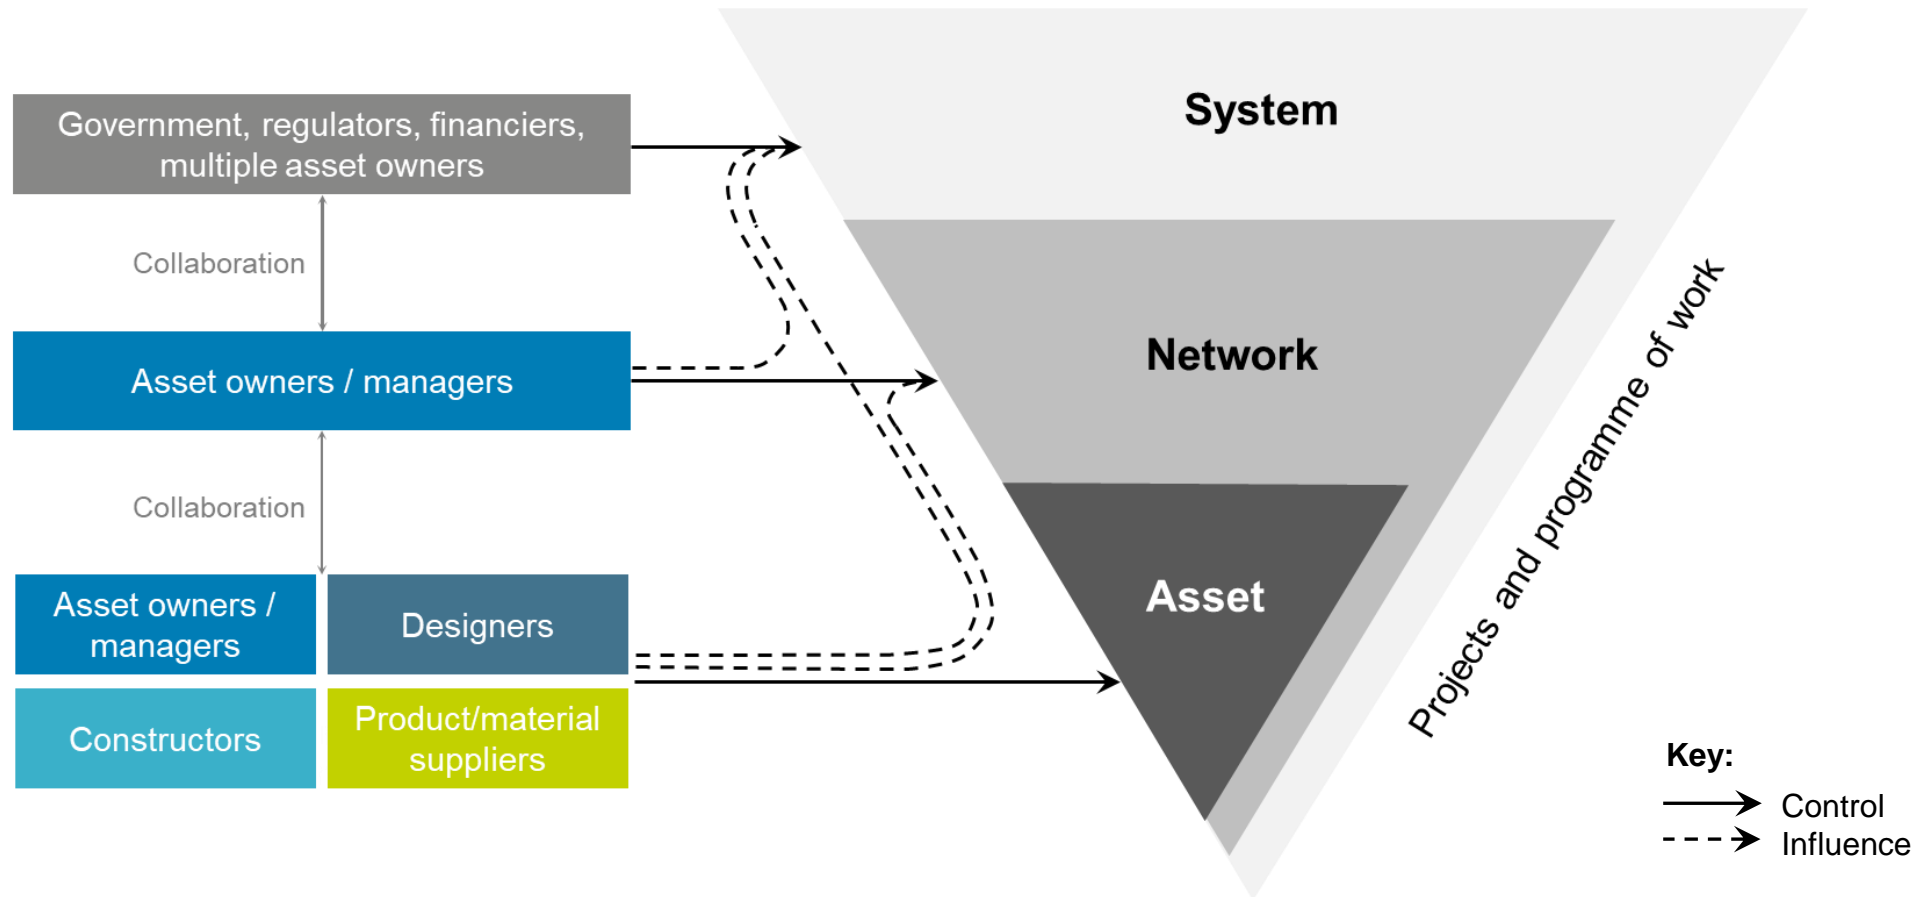 Government, regulators, financiers,
multiple asset owners
Collaboration
Asset owners / managers
Collaboration
Asset owners /
managers
Designers
Constructors
Product/material
suppliers
System
Network
Asset
Projects and programme of work
Key:
Control
Influence